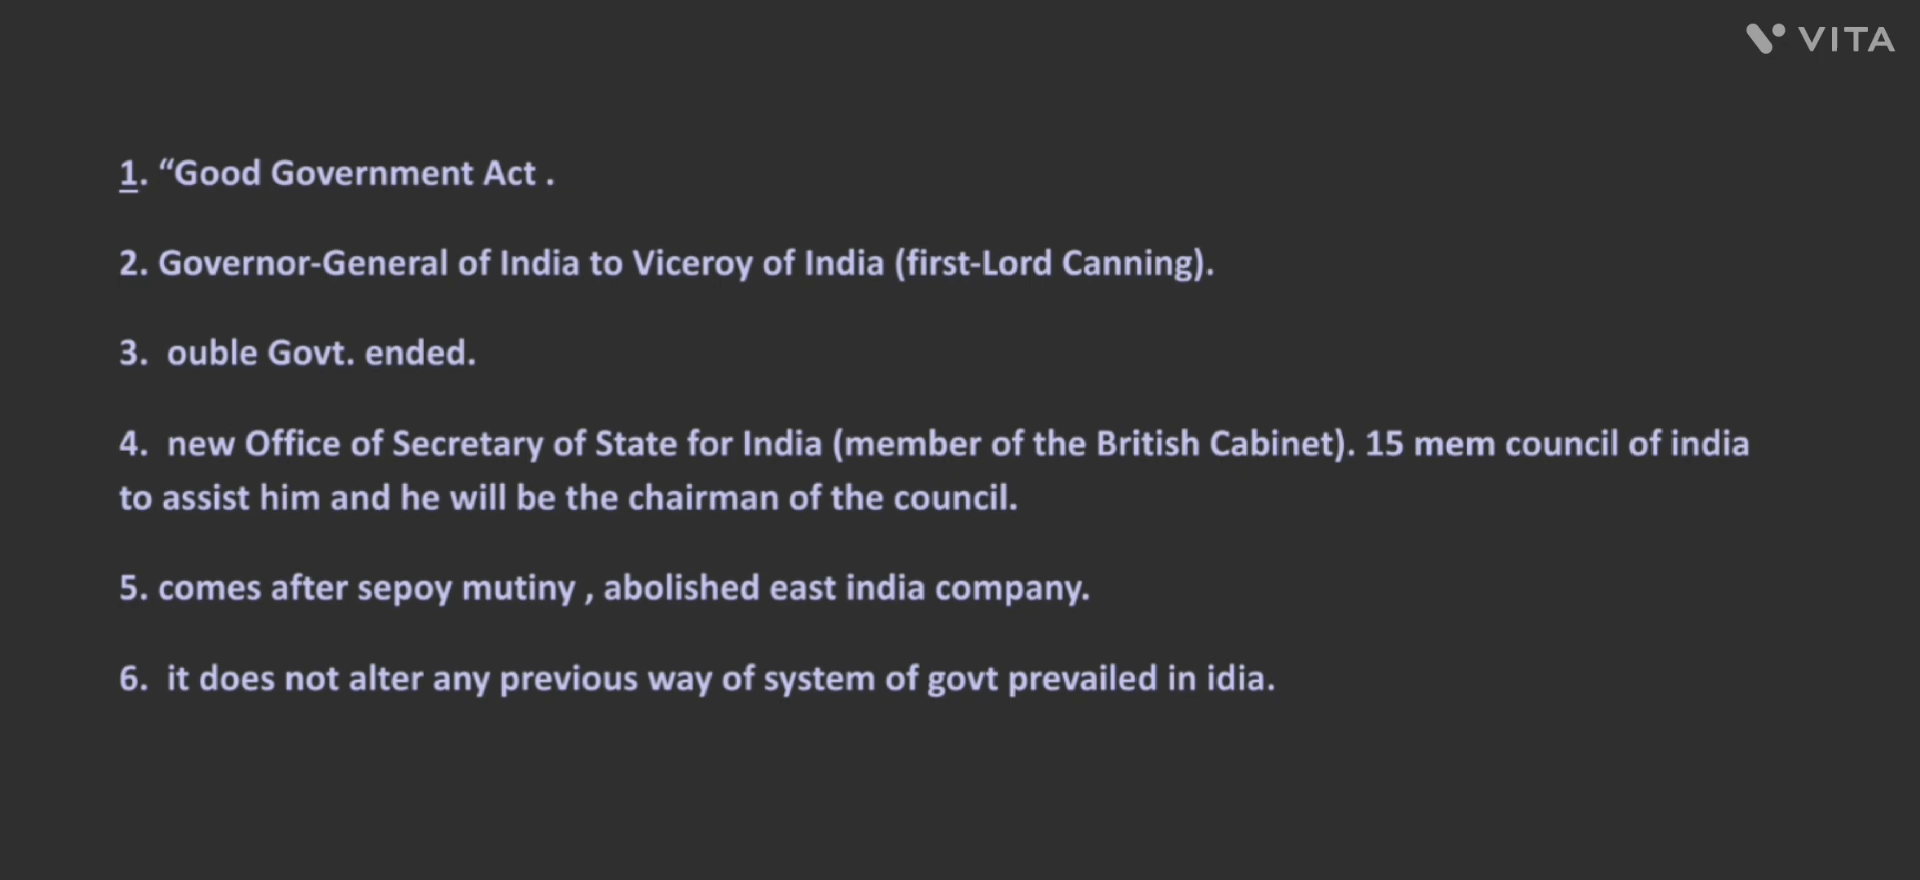 VITA
1. “Good Government Act .
2. Governor-General of India to Viceroy of India (first-Lord Canning).
3. ouble Govt. ended.
4. new Office of Secretary of State for India (member of the British Cabinet). 15 mem council of india
to assist him and he will be the chairman of the council.
5. comes after sepoy mutiny , abolished east india company.
6. it does not alter any previous way of system of govt prevailed in idia.